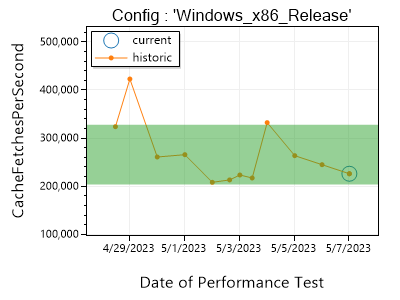 Config : 'Windows_x86_Release'
current
historic
500,000
400,000
300,000
200,000
100,000
CacheFetchesPerSecond
4/29/2023
5/1/2023
5/3/2023
5/5/2023
5/7/2023
Date of Performance Test